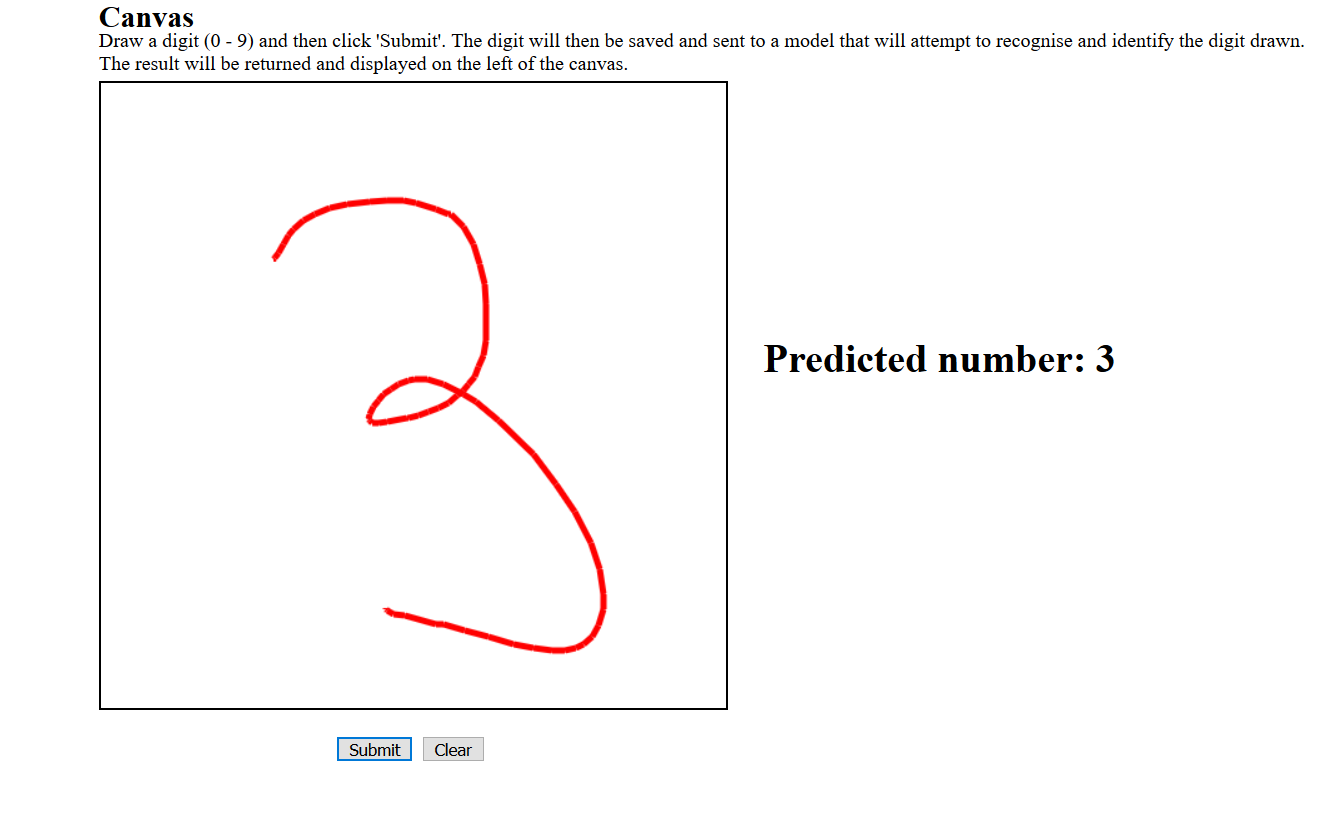 Canvas
Draw a digit (0 - 9) and then click 'Submit'. The digit will then be saved and sent to a model that will attempt to recognise and identify the digit drawn.
The result will be returned and displayed on the left of the canvas.
3
Predicted number: 3
Submit Clear